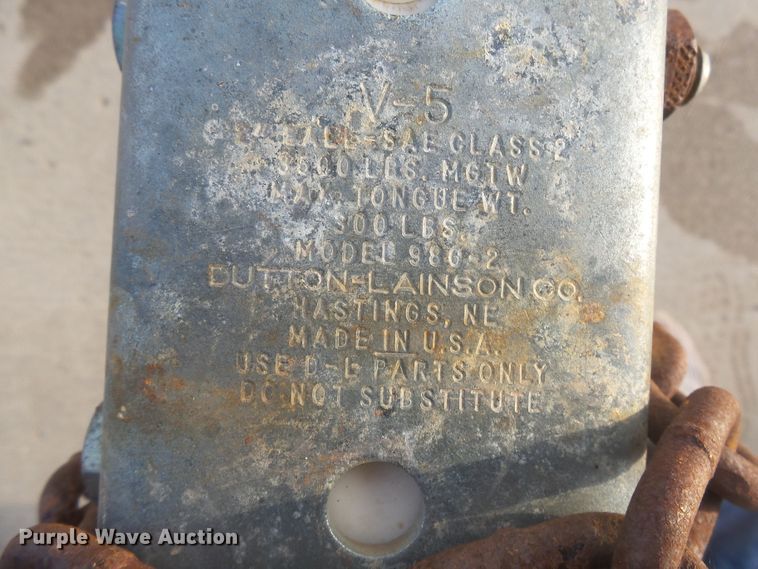 V-5
BALL-SAE CLASS 2
3500 LBS. MGTW
MAX. TONGUE WT.
300 LBS.
MODEL 980-2
DUTTON-LAINSON CO.
HASTINGS, NE
MADE IN U.S.A.
USE D-L PARTS ONLY
DO NOT SUBSTITUTE
Purple Wave Auction